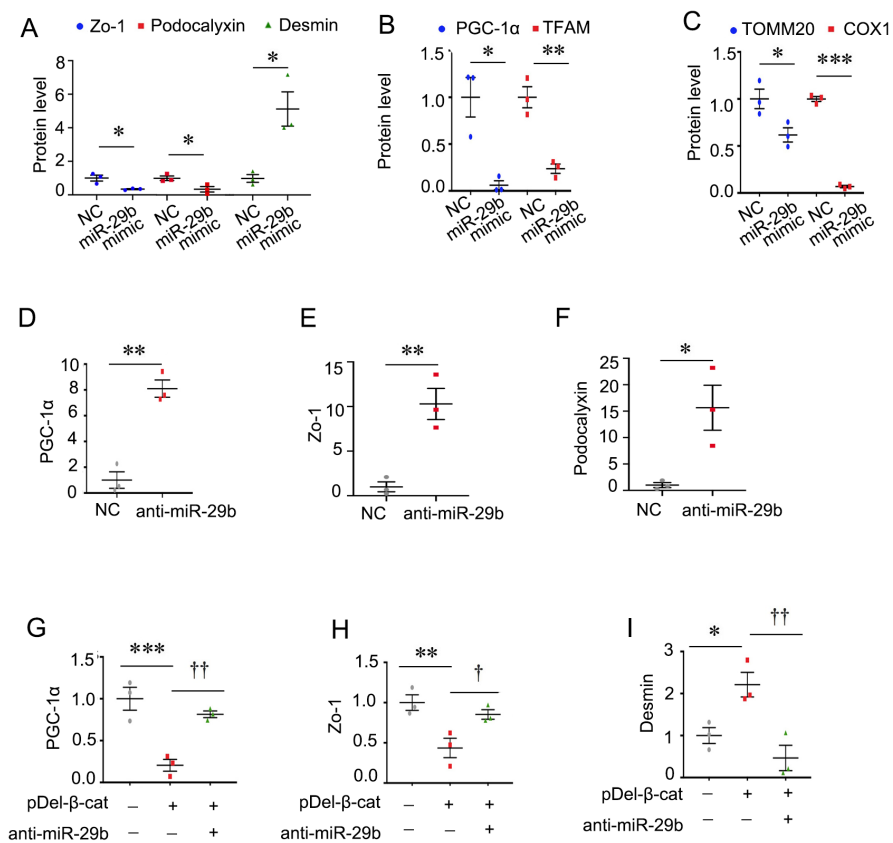 A
Zo-1 Podocalyxin Desmin
Protein level
8
6
4
2
0
*
*
*
NC
miR-29b mimic
NC
miR-29b mimic
NC
miR-29b mimic
B
PGC-1α TFAM
Protein level
1.5
1.0
0.5
0.0
*
**
NC
miR-29b mimic
NC
miR-29b mimic
C
TOMM20 COX1
Protein level
1.5
1.0
0.5
0.0
*
***
NC
miR-29b mimic
NC
miR-29b mimic
D
PGC-1α
10
8
6
4
2
0
**
NC anti-miR-29b
E
Zo-1
15
10
5
0
**
NC anti-miR-29b
F
Podocalyxin
25
20
15
10
5
0
*
NC anti-miR-29b
G
PGC-1α
1.5
1.0
0.5
0.0
***
††
pDel-β-cat – + +
anti-miR-29b – – +
H
Zo-1
1.5
1.0
0.5
0.0
**
†
pDel-β-cat – + +
anti-miR-29b – – +
I
Desmin
3
2
1
0
*
††
pDel-β-cat – + +
anti-miR-29b – – +